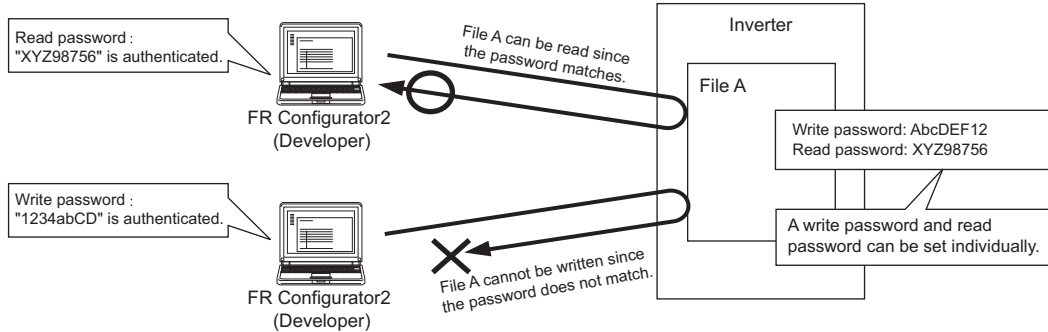 Read password :
"XYZ98756" is authenticated.
FR Configurator2
(Developer)
File A can be read since
the password matches.
Inverter
File A
Write password: AbcDEF12
Read password: XYZ98756
A write password and read
password can be set individually.
Write password :
"1234abCD" is authenticated.
FR Configurator2
(Developer)
File A cannot be written since
the password does not match.